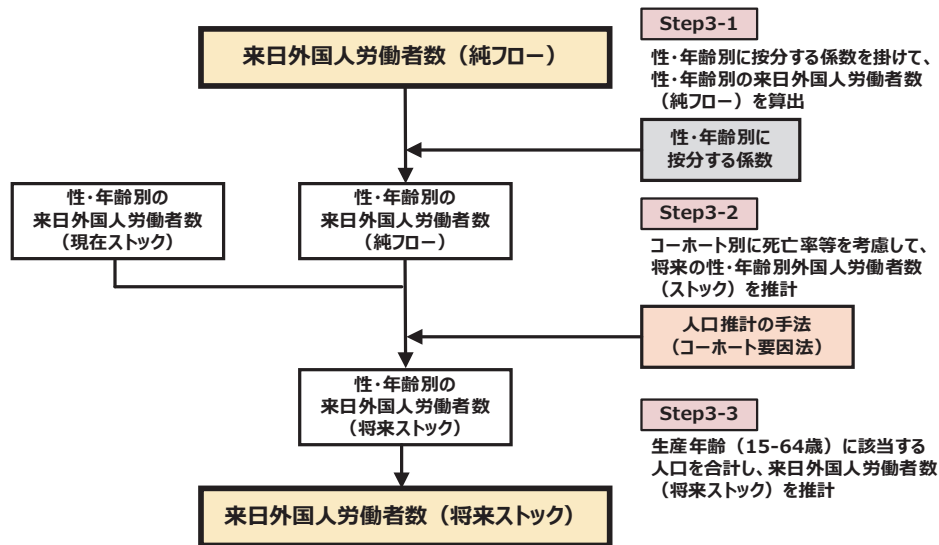 来日外国人労働者数（純フロー）
Step3-1
性・年齢別に按分する係数を掛けて、
性・年齢別の来日外国人労働者数
（純フロー）を算出
性・年齢別に
按分する係数
性・年齢別の
来日外国人労働者数
（現在ストック）
性・年齢別の
来日外国人労働者数
（純フロー）
Step3-2
コーホート別に死亡率等を考慮して、
将来の性・年齢別外国人労働者数
（ストック）を推計
人口推計の手法
（コーホート要因法）
性・年齢別の
来日外国人労働者数
（将来ストック）
Step3-3
生産年齢（15-64歳）に該当する
人口を合計し、来日外国人労働者数
（将来ストック）を推計
来日外国人労働者数（将来ストック）